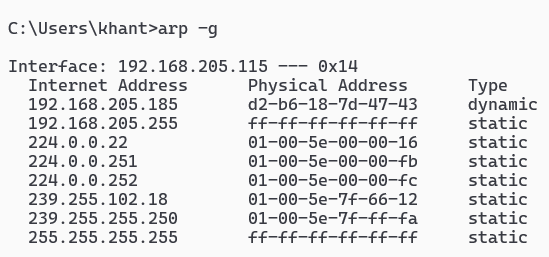 C:\Users\khant>arp -g
Interface: 192.168.205.115 --- 0x14
  Internet Address      Physical Address      Type
  192.168.205.185       d2-b6-18-7d-47-43     dynamic
  192.168.205.255       ff-ff-ff-ff-ff-ff     static
  224.0.0.22            01-00-5e-00-00-16     static
  224.0.0.251           01-00-5e-00-00-fb     static
  224.0.0.252           01-00-5e-00-00-fc     static
  239.255.102.18        01-00-5e-7f-66-12     static
  239.255.255.250       01-00-5e-7f-ff-fa     static
  255.255.255.255       ff-ff-ff-ff-ff-ff     static